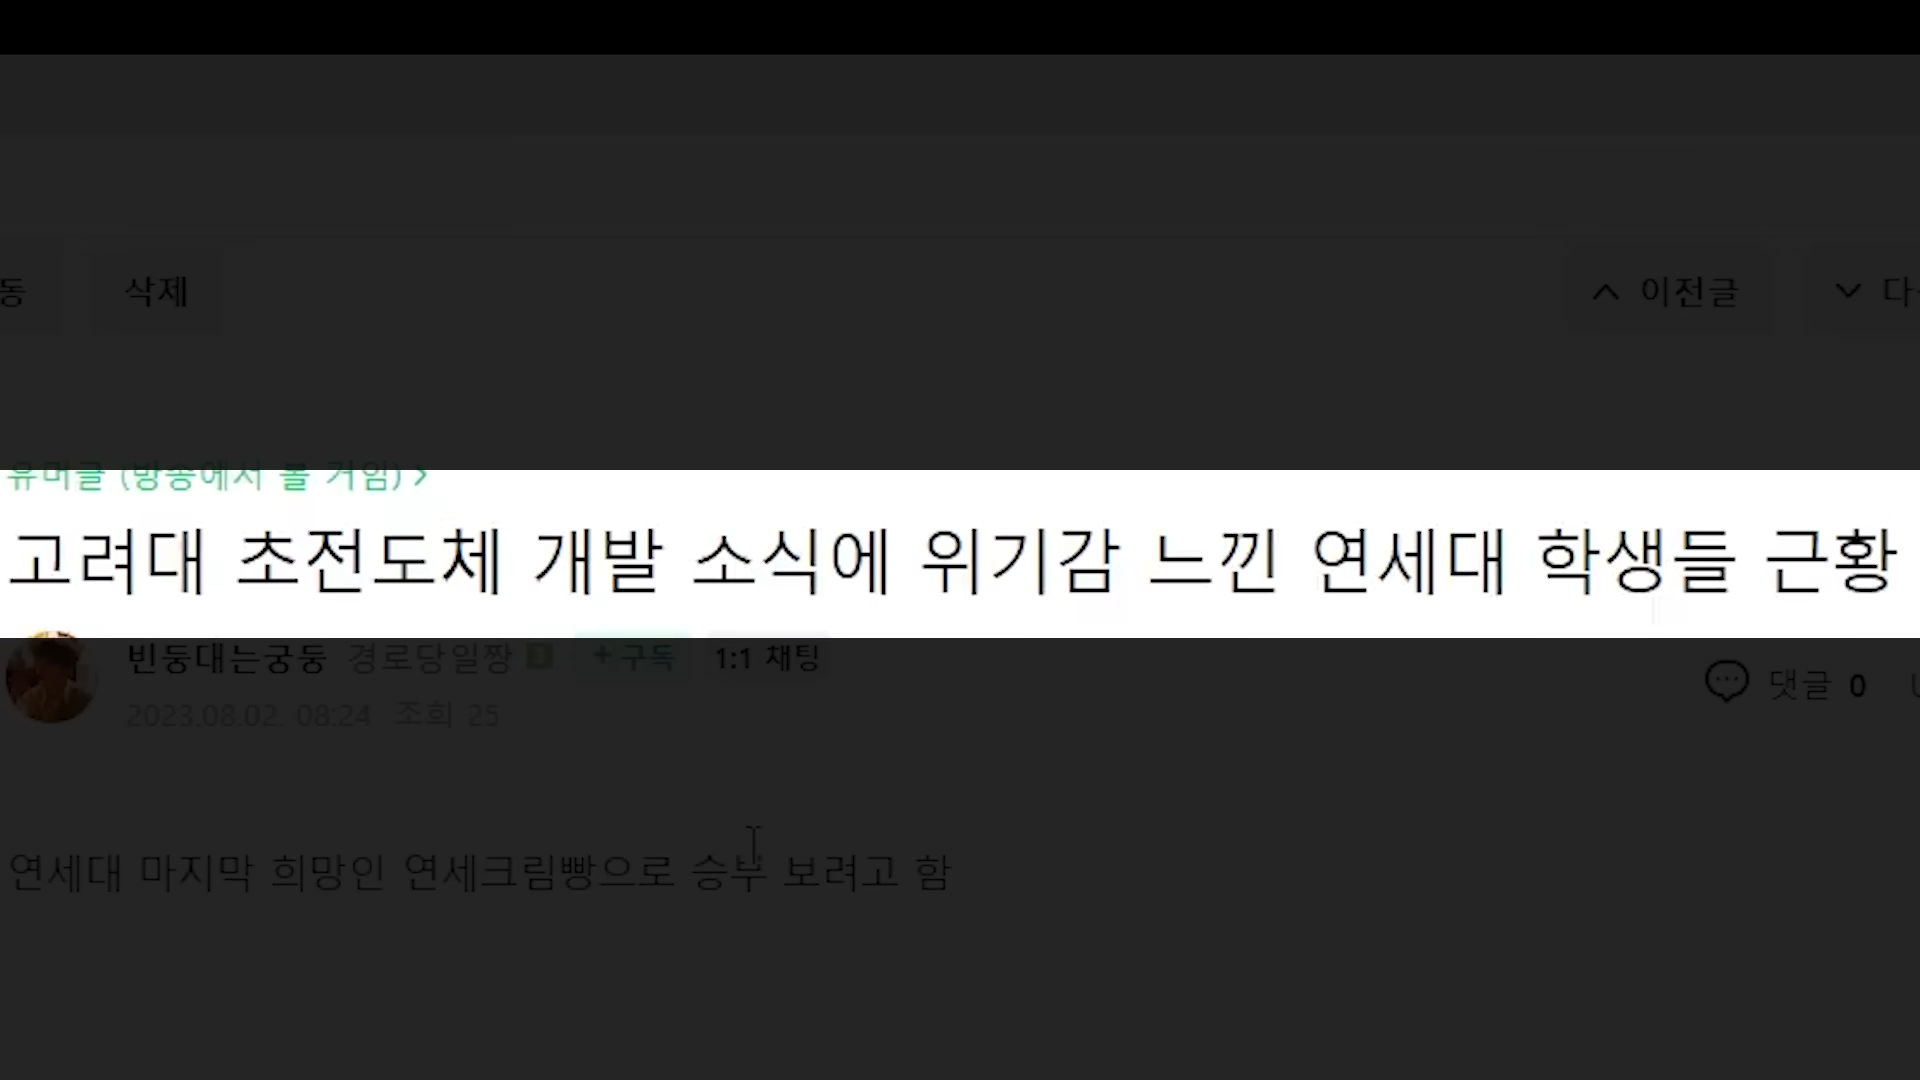 동 삭제 이전글 다
유머글 (방송에서 볼 거임) >
고려대 초전도체 개발 소식에 위기감 느낀 연세대 학생들 근황
빈둥대는궁둥 경로당일짱 3 +구독 1:1 채팅
댓글 0
2023.08.02. 08:24 조회 25
연세대 마지막 희망인 연세크림빵으로 승부 보려고 함